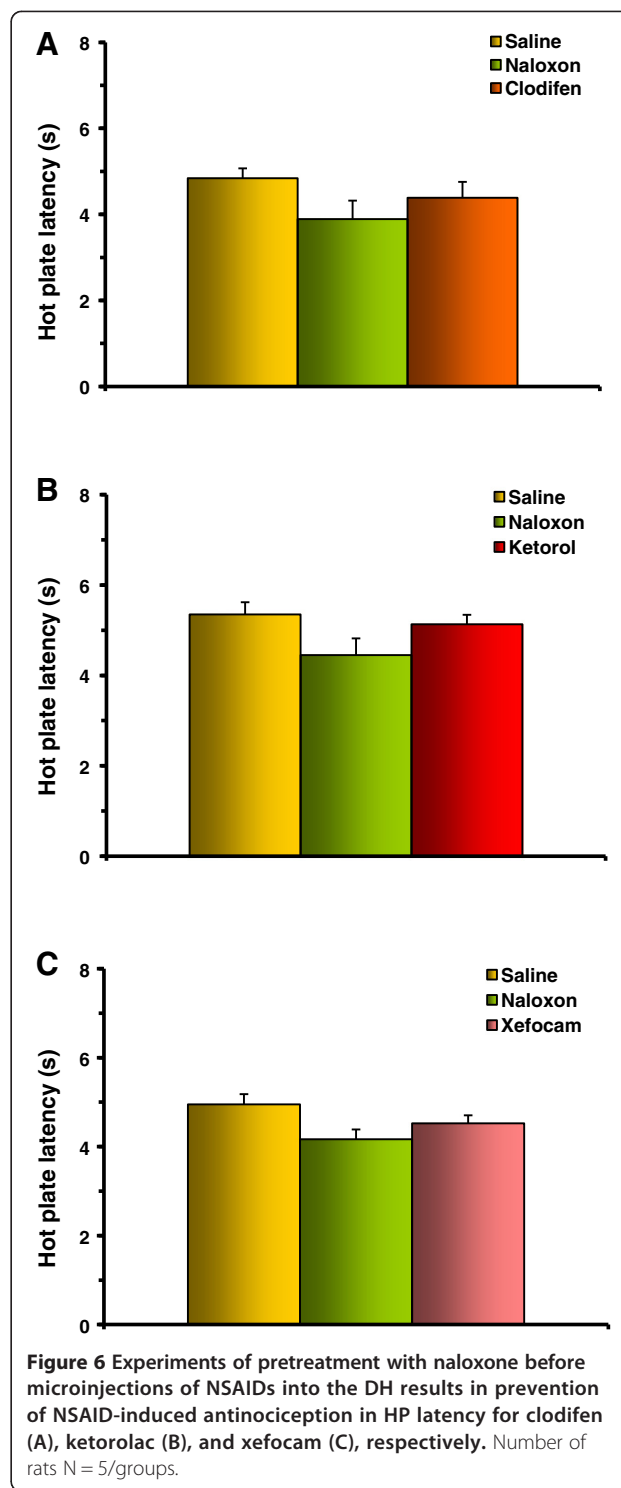 A
Saline
Naloxon
Clodifen
Hot plate latency (s)
8
6
4
2
0
B
Saline
Naloxon
Ketorol
Hot plate latency (s)
8
6
4
2
0
C
Saline
Naloxon
Xefocam
Hot plate latency (s)
8
6
4
2
0
Figure 6 Experiments of pretreatment with naloxone before
microinjections of NSAIDs into the DH results in prevention
of NSAID-induced antinociception in HP latency for clodifen
(A), ketorolac (B), and xefocam (C), respectively. Number of
rats N = 5/groups.